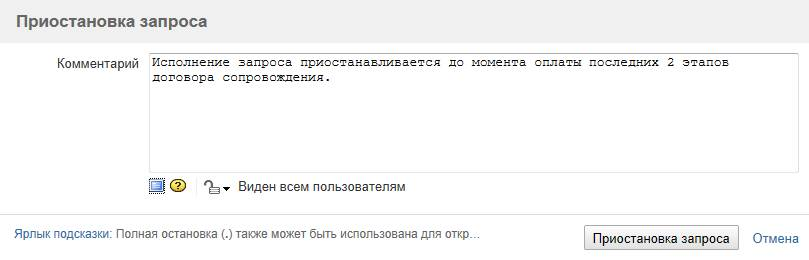 Приостановка запроса
Комментарий
Исполнение запроса приостанавливается до момента оплаты последних 2 этапов
договора сопровождения.
Виден всем пользователям
Ярлык подсказки: Полная остановка (.) также может быть использована для откр...
Приостановка запроса
Отмена